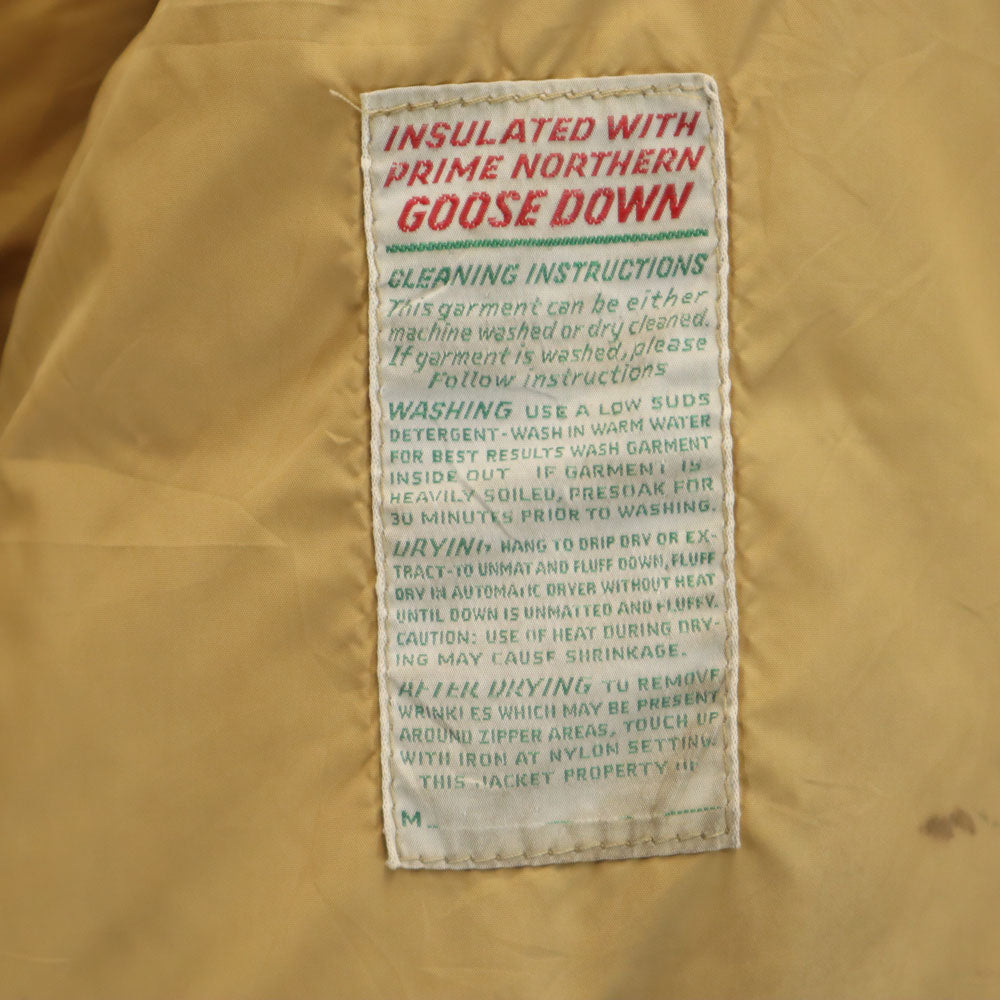 INSULATED WITH
PRIME NORTHERN
GOOSE DOWN
CLEANING INSTRUCTIONS
This garment can be either
machine washed or dry cleaned.
If garment is washed, please
Follow instructions
WASHING USE A LOW SUDS
DETERGENT-WASH IN WARM WATER
FOR BEST RESULTS WASH GARMENT
INSIDE OUT IF GARMENT IS
HEAVILY SOILED, PRESOAK FOR
30 MINUTES PRIOR TO WASHING.
DRYING HANG TO DRIP DRY OR EX-
TRACT-TO UNMAT AND FLUFF DOWN, FLUFF
DRY IN AUTOMATIC DRYER WITHOUT HEAT
UNTIL DOWN IS UNMATTED AND FLUFFY.
CAUTION: USE OF HEAT DURING DRY-
ING MAY CAUSE SHRINKAGE.
AFTER DRYING TO REMOVE
WRINKLES WHICH MAY BE PRESENT
AROUND ZIPPER AREAS, TOUCH UP
WITH IRON AT NYLON SETTING.
THIS JACKET PROPERTY OF
M